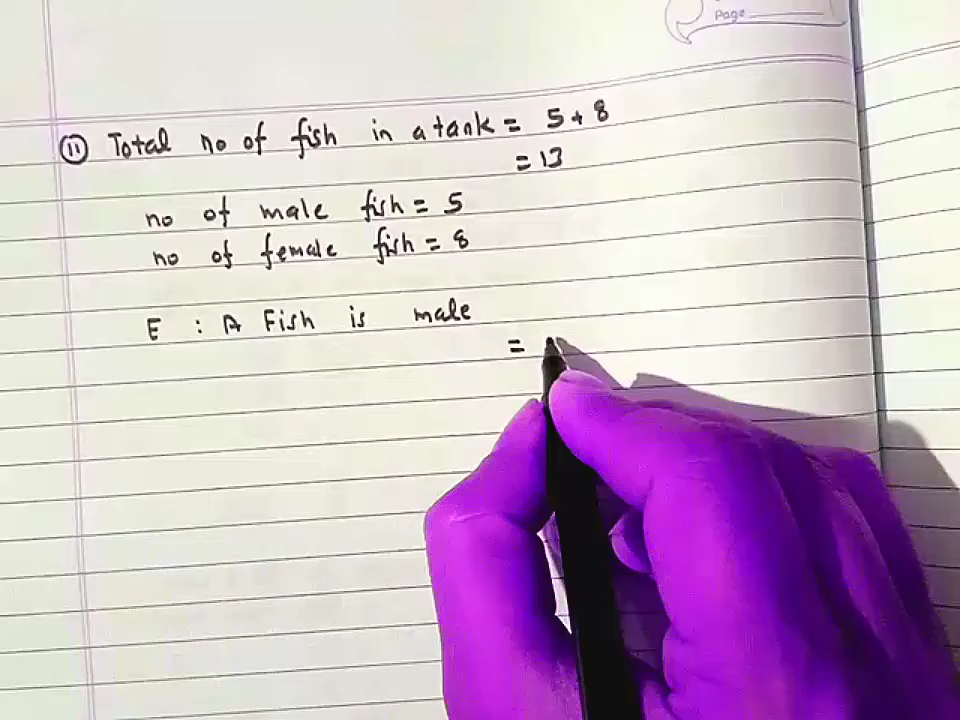 Page
11 Total no of fish in a tank = 5 + 8
= 13
no of male fish = 5
no of female fish = 8
E : A Fish is male
=